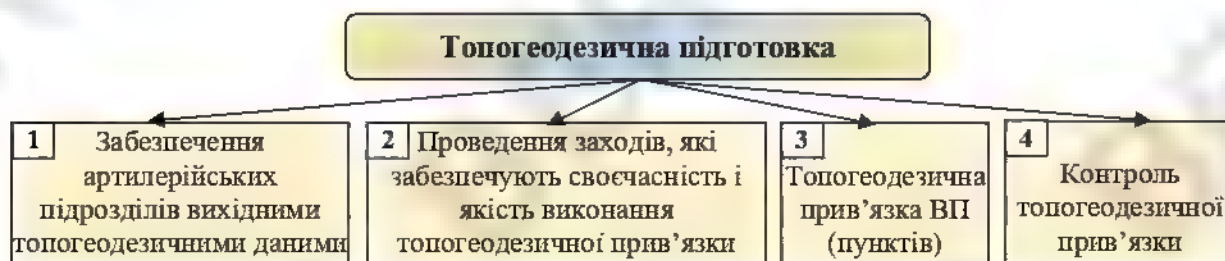 Топогеодезична підготовка
1 Забезпечення
артилерійських
підрозділів вихідними
топогеодезичними даними
2 Проведення заходів, які
забезпечують своєчасність і
якість виконання
топогеодезичної прив’язки
3
Топогеодезична
прив’язка ВП
(пунктів)
4
Контроль
топогеодезичної
прив’язки